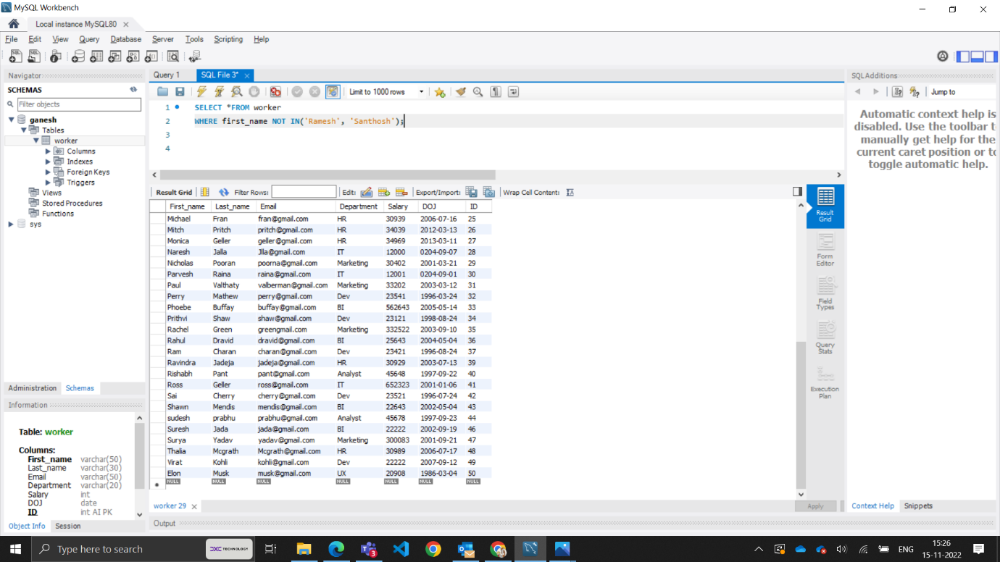 MySQL Workbench
Local instance MySQL80
File Edit View Query Database Server Tools Scripting Help
Navigator
SCHEMAS
Filter objects
ganesh
Tables
worker
Columns
Indexes
Foreign Keys
Triggers
Views
Stored Procedures
Functions
sys
Administration Schemas
Information
Table: worker
Columns:
First_name varchar(50)
Last_name varchar(30)
Email varchar(50)
Department varchar(20)
Salary int
DOJ date
ID int AI PK
Object Info Session
Query 1 SQL File 3*
Limit to 1000 rows
1 SELECT *FROM worker
2 WHERE first_name NOT IN('Ramesh', 'Santhosh');
3
4
Result Grid Filter Rows: Edit: Export/Import: Wrap Cell Content: IA
First_name Last_name Email Department Salary DOJ ID
Michael Fran fran@gmail.com HR 30939 2006-07-16 25
Mitch Pritch pritch@gmail.com HR 34039 2012-03-13 26
Monica Geller geller@gmail.com HR 34969 2013-03-11 27
Naresh Jalla Jlla@gmail.com IT 12000 0204-09-07 28
Nicholas Pooran poorna@gmail.com Marketing 30402 2001-03-21 29
Parvesh Raina raina@gmail.com IT 12001 0204-09-01 30
Paul Valthaty valberman@gmail.com Marketing 33202 2003-03-12 31
Perry Mathew perry@gmail.com Dev 23541 1996-03-24 32
Phoebe Buffay buffay@gmail.com BI 562643 2005-05-14 33
Prithvi Shaw shaw@gmail.com Dev 23121 1998-08-24 34
Rachel Green greengmail.com Marketing 332522 2003-09-10 35
Rahul Dravid dravid@gmail.com BI 25643 2004-05-04 36
Ram Charan charan@gmail.com Dev 23421 1996-08-24 37
Ravindra Jadeja jadeja@gmail.com HR 30929 2003-07-13 39
Rishabh Pant pant@gmail.com Analyst 45648 1997-09-22 40
Ross Geller ross@gmail.com IT 652323 2001-01-06 41
Sai Cherry cherry@gmail.com Dev 23521 1996-07-24 42
Shawn Mendis mendis@gmail.com BI 22643 2002-05-04 43
sudesh prabhu prabhu@gmail.com Analyst 45678 1997-09-23 44
Suresh Jada jada@gmail.com BI 22222 2002-09-19 46
Surya Yadav yadav@gmail.com Marketing 300083 2001-09-21 47
Thalia Mcgrath Mcgrath@gmail.com HR 30989 2006-07-17 48
Virat Kohli kohli@gmail.com Dev 22222 2007-09-12 49
Elon Musk musk@gmail.com UX 20908 1986-03-04 50
NULL NULL NULL NULL NULL NULL NULL
worker 29
Apply
Output
Result Grid
Form Editor
Field Types
Query Stats
Execution Plan
SQLAdditions
Jump to
Automatic context help is
disabled. Use the toolbar t
manually get help for the
current caret position or to
toggle automatic help.
Context Help Snippets
Type here to search
DXC TECHNOLOGY
3
ENG
15:26
15-11-2022